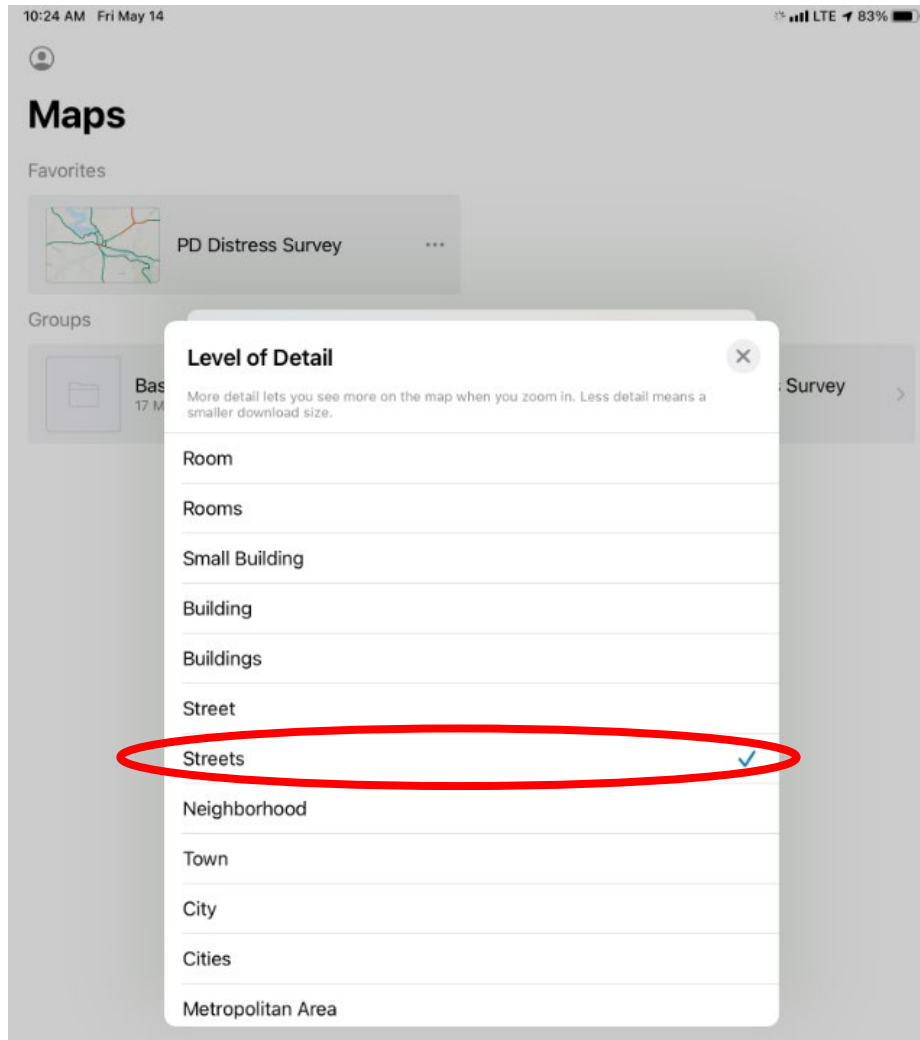 10:24 AM Fri May 14
LTE 83%
Maps
Favorites
PD Distress Survey
Groups
Level of Detail
Bas
Survey
17 M
More detail lets you see more on the map when you zoom in. Less detail means a
smaller download size.
Room
Rooms
Small Building
Building
Buildings
Street
Streets
Neighborhood
Town
City
Cities
Metropolitan Area